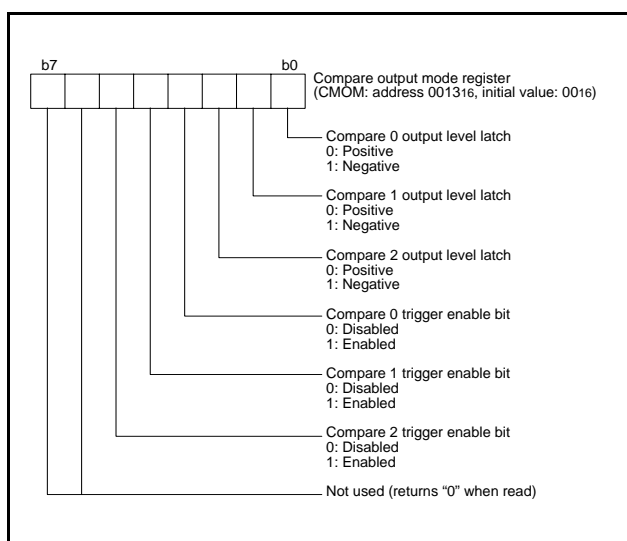 b7 b0
Compare output mode register
(CMOM: address 001316, initial value: 0016)
Compare 0 output level latch
0: Positive
1: Negative
Compare 1 output level latch
0: Positive
1: Negative
Compare 2 output level latch
0: Positive
1: Negative
Compare 0 trigger enable bit
0: Disabled
1: Enabled
Compare 1 trigger enable bit
0: Disabled
1: Enabled
Compare 2 trigger enable bit
0: Disabled
1: Enabled
Not used (returns “0” when read)